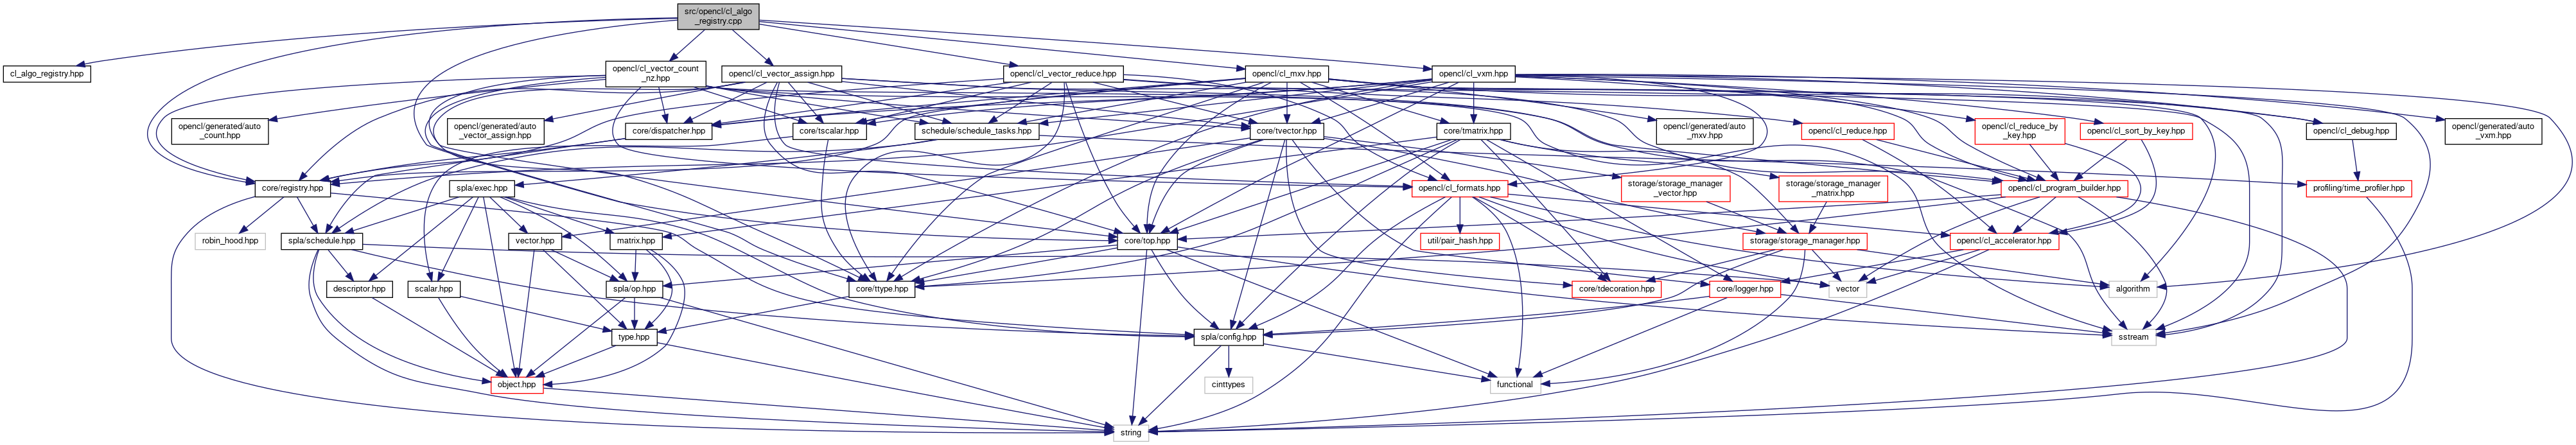 src/opencl/cl_algo
_registry.cpp
cl_algo_registry.hpp
opencl/cl_vector_count
_nz.hpp
opencl/cl_vector_assign.hpp
opencl/cl_vector_reduce.hpp
opencl/cl_mxv.hpp
opencl/cl_vxm.hpp
opencl/generated/auto
_count.hpp
opencl/generated/auto
_vector_assign.hpp
core/dispatcher.hpp
core/tscalar.hpp
schedule/schedule_tasks.hpp
core/tvector.hpp
core/tmatrix.hpp
opencl/generated/auto
_mxv.hpp
opencl/cl_reduce.hpp
opencl/cl_reduce_by
_key.hpp
opencl/cl_sort_by_key.hpp
opencl/cl_debug.hpp
opencl/generated/auto
_vxm.hpp
core/registry.hpp
spla/exec.hpp
opencl/cl_formats.hpp
storage/storage_manager
_vector.hpp
storage/storage_manager
_matrix.hpp
opencl/cl_program_builder.hpp
profiling/time_profiler.hpp
robin_hood.hpp
spla/schedule.hpp
vector.hpp
matrix.hpp
core/top.hpp
util/pair_hash.hpp
storage/storage_manager.hpp
opencl/cl_accelerator.hpp
descriptor.hpp
scalar.hpp
spla/op.hpp
core/ttype.hpp
core/tdecoration.hpp
core/logger.hpp
vector
algorithm
type.hpp
spla/config.hpp
sstream
object.hpp
cinttypes
functional
string